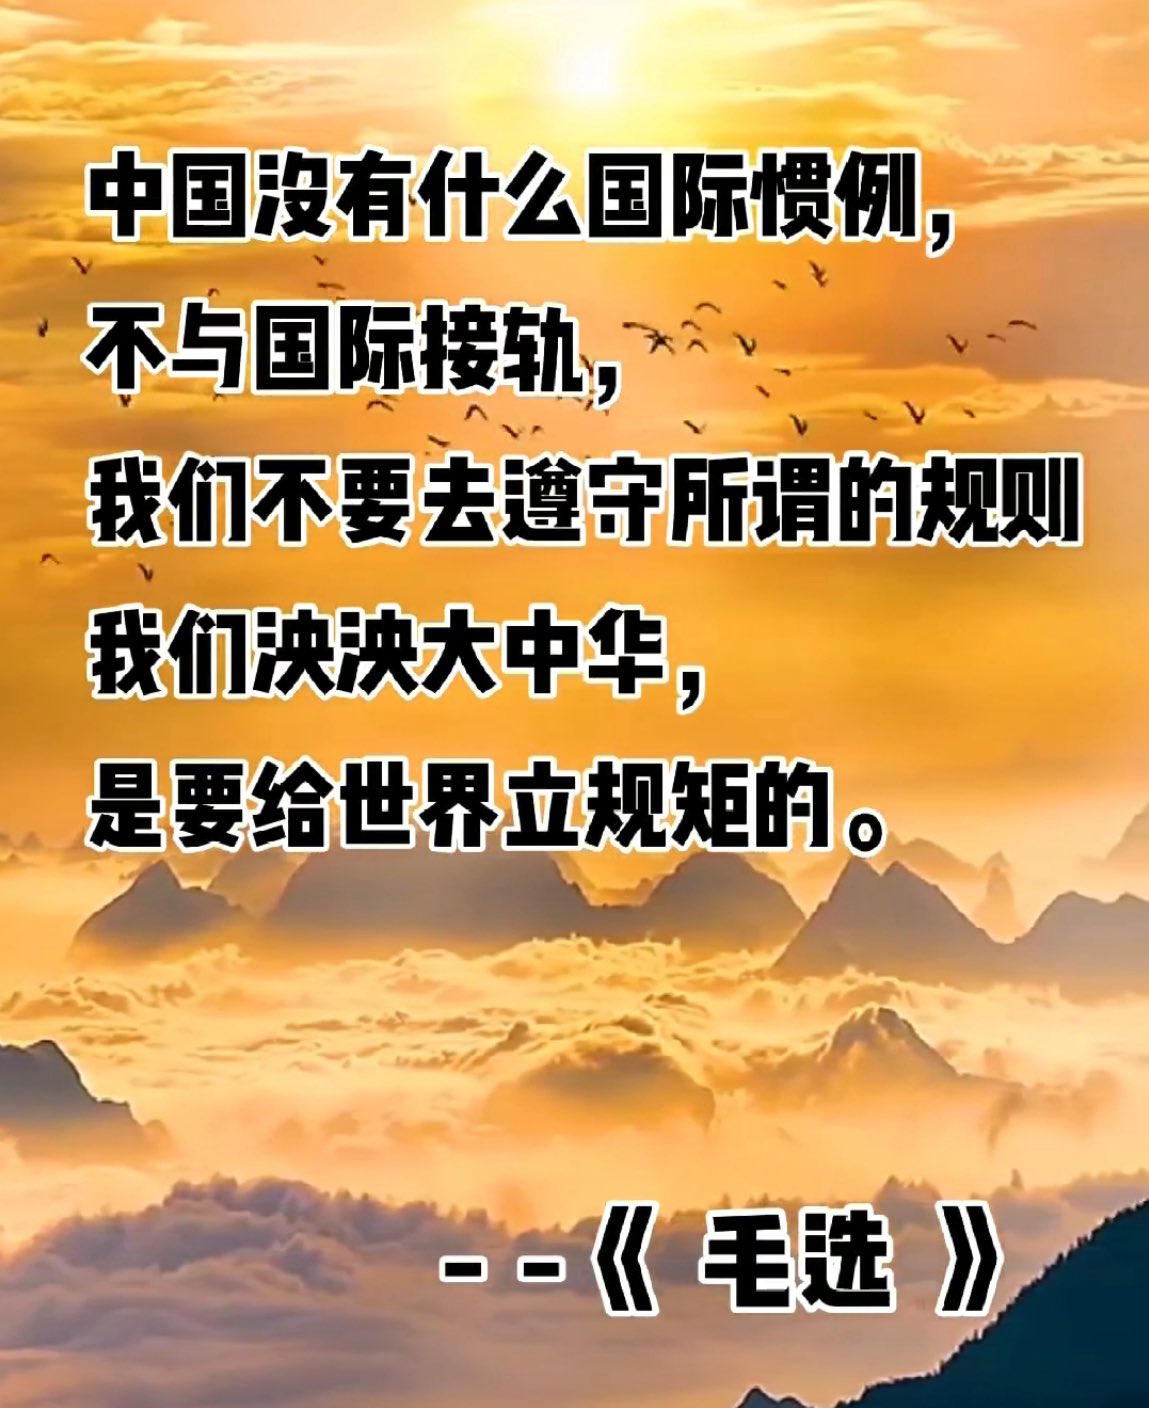 中国没有什么国际惯例，
不与国际接轨，
我们不要去遵守所谓的规则
我们泱泱大中华，
是要给世界立规矩的。
--《毛选》